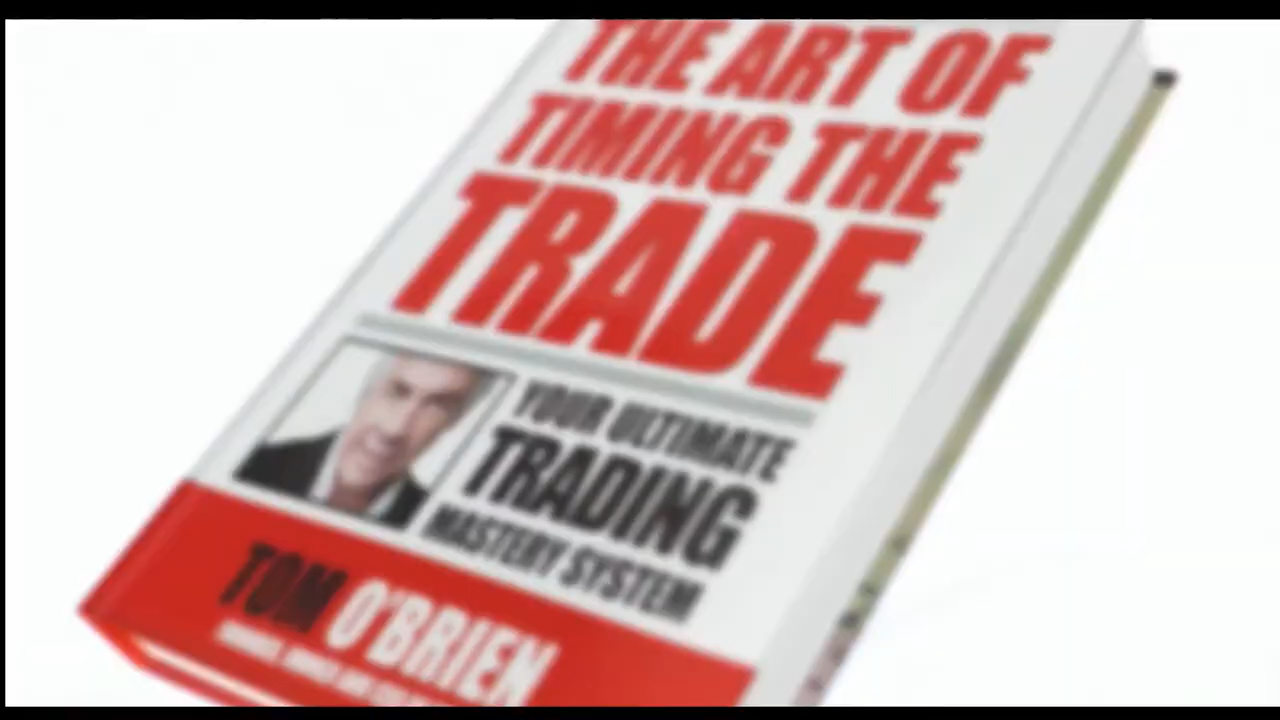 THE ART OF
TIMING THE
TRADE
YOUR ULTIMATE
TRADING
MASTERY SYSTEM
TOM O'BRIEN